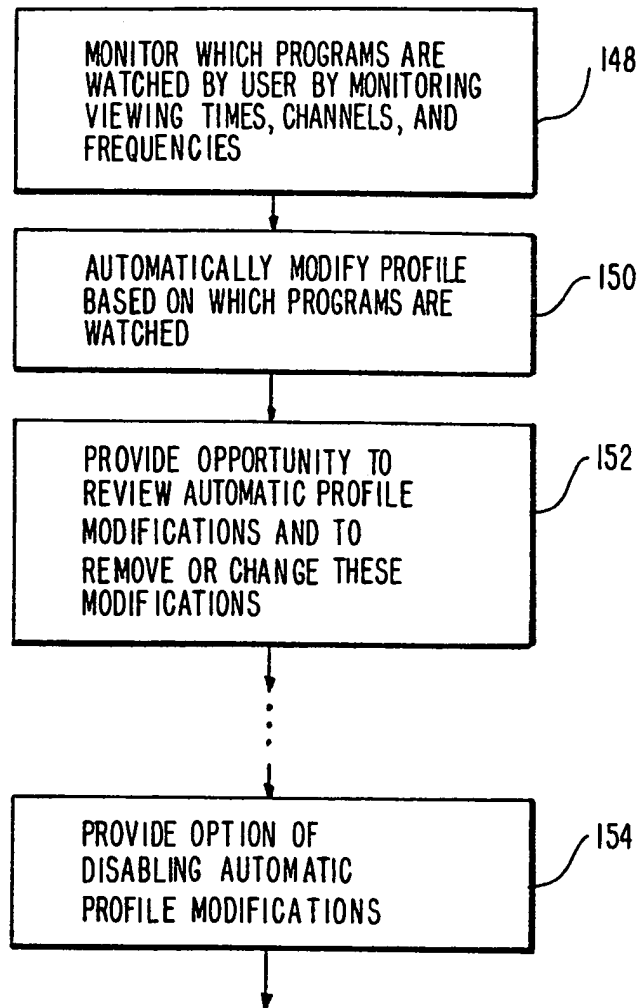 MONITOR WHICH PROGRAMS ARE
WATCHED BY USER BY MONITORING
VIEWING TIMES, CHANNELS, AND
FREQUENCIES
148
AUTOMATICALLY MODIFY PROFILE
BASED ON WHICH PROGRAMS ARE
WATCHED
150
PROVIDE OPPORTUNITY TO
REVIEW AUTOMATIC PROFILE
MODIFICATIONS AND TO
REMOVE OR CHANGE THESE
MODIFICATIONS
152
PROVIDE OPTION OF
DISABLING AUTOMATIC
PROFILE MODIFICATIONS
154